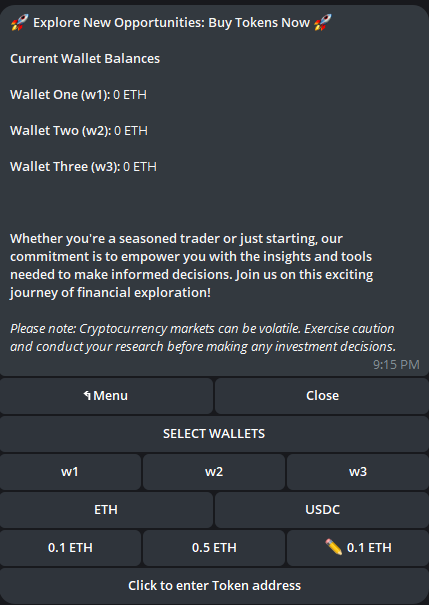 🚀 Explore New Opportunities: Buy Tokens Now 🚀
Current Wallet Balances
Wallet One (w1): 0 ETH
Wallet Two (w2): 0 ETH
Wallet Three (w3): 0 ETH
Whether you're a seasoned trader or just starting, our
commitment is to empower you with the insights and tools
needed to make informed decisions. Join us on this exciting
journey of financial exploration!
Please note: Cryptocurrency markets can be volatile. Exercise caution
and conduct your research before making any investment decisions.
9:15 PM
↰Menu Close
SELECT WALLETS
w1 w2 w3
ETH USDC
0.1 ETH 0.5 ETH ✏️ 0.1 ETH
Click to enter Token address